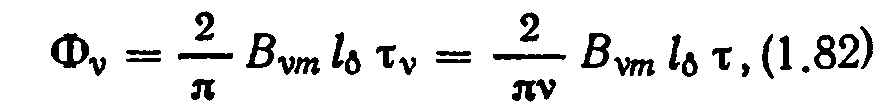 Φ_ν = 2/π B_νm l_δ τ_ν = 2/πν B_νm l_δ τ, (1.82)